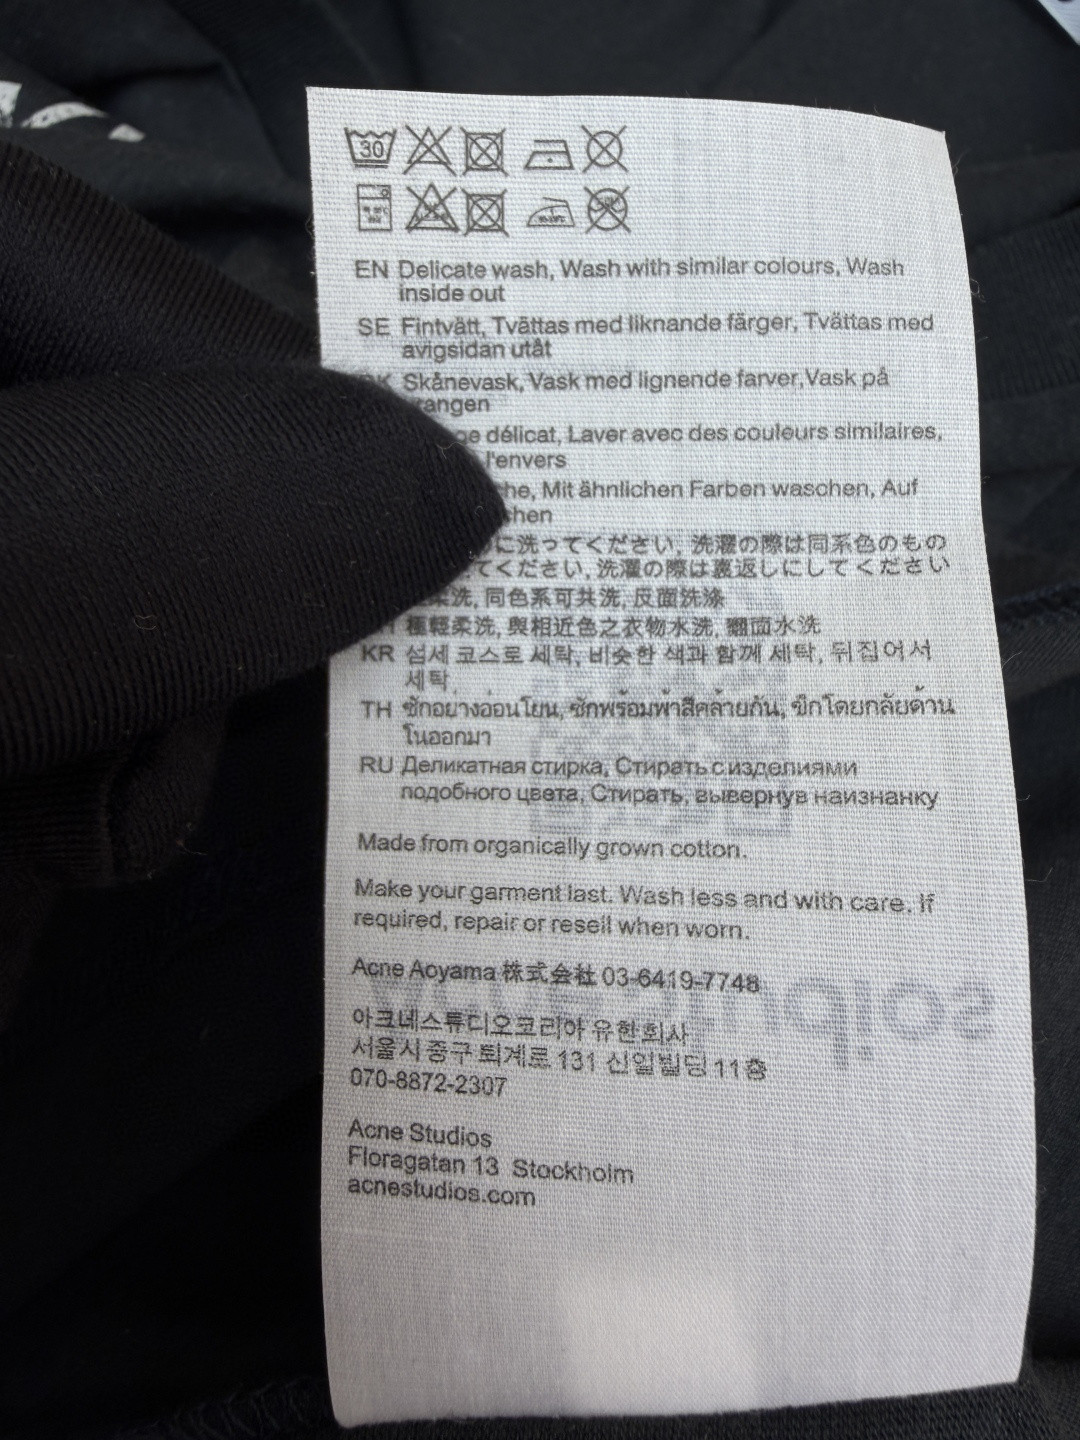 30
EN Delicate wash, Wash with similar colours, Wash
inside out
SE Fintvätt, Tvättas med liknande färger, Tvättas med
avigsidan utåt
Skånevask, Vask med lignende farver, Vask på
rangen
délicat, Laver avec des couleurs similaires,
l'envers
Mit ähnlichen Farben waschen, Auf
に洗ってください, 洗濯の際は同系色のもの
てください, 洗濯の際は裏返しにしてください
柔洗, 同色系可共洗, 反面洗涤
極輕柔洗, 與相近色之衣物水洗, 翻面水洗
KR 섬세 코스로 세탁, 비슷한 색과 함께 세탁, 뒤집어서
세탁
TH ซักอย่างอ่อนโยน, ซักพร้อมผ้าสีคล้ายกัน, ซักโดยกลับด้าน
ในออกมา
RU Деликатная стирка, Стирать с изделиями
подобного цвета, Стирать, вывернув наизнанку
Made from organically grown cotton.
Make your garment last. Wash less and with care. If
required, repair or resell when worn.
Acne Aoyama 株式会社 03-6419-7748
아크네스튜디오코리아 유한회사
서울시 중구 퇴계로 131 신일빌딩 11층
070-8872-2307
Acne Studios
Floragatan 13 Stockholm
acnestudios.com